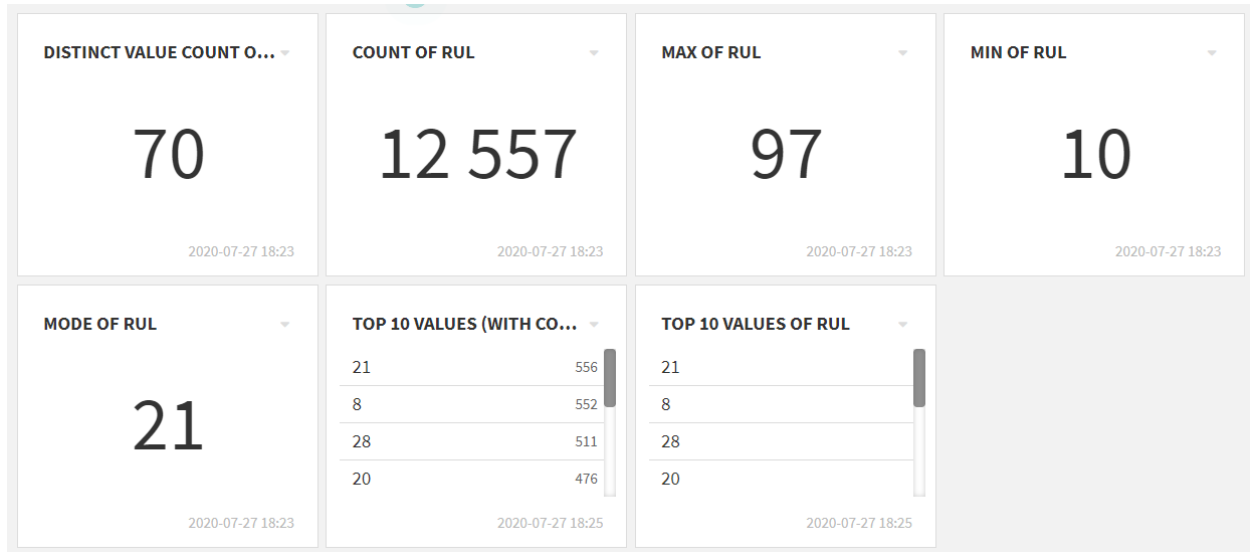 DISTINCT VALUE COUNT O...
70
2020-07-27 18:23
COUNT OF RUL
12 557
2020-07-27 18:23
MAX OF RUL
97
2020-07-27 18:23
MIN OF RUL
10
2020-07-27 18:23
MODE OF RUL
21
2020-07-27 18:23
TOP 10 VALUES (WITH CO...
21 556
8 552
28 511
20 476
2020-07-27 18:25
TOP 10 VALUES OF RUL
21
8
28
20
2020-07-27 18:25